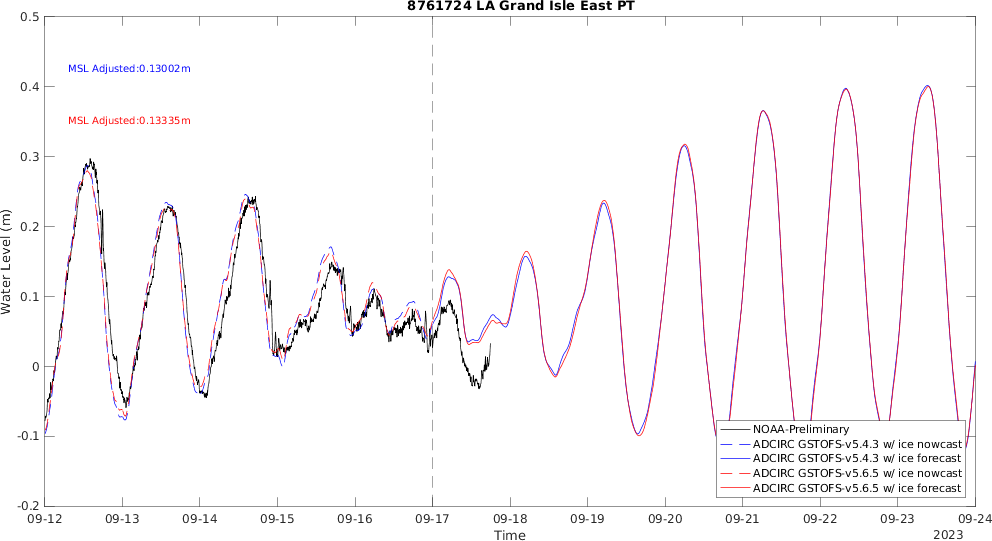 8761724 LA Grand Isle East PT
MSL Adjusted:0.13002m
MSL Adjusted:0.13335m
Water Level (m)
0.5
0.4
0.3
0.2
0.1
0
-0.1
-0.2
NOAA-Preliminary
ADCIRC GSTOFS-v5.4.3 w/ ice nowcast
ADCIRC GSTOFS-v5.4.3 w/ ice forecast
ADCIRC GSTOFS-v5.6.5 w/ ice nowcast
ADCIRC GSTOFS-v5.6.5 w/ ice forecast
09-12 09-13 09-14 09-15 09-16 09-17 09-18 09-19 09-20 09-21 09-22 09-23 09-24
Time
2023